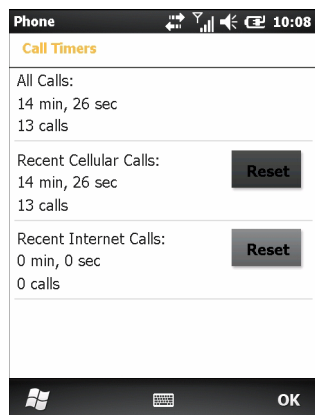 Phone 10:08
Call Timers
All Calls:
14 min, 26 sec
13 calls
Recent Cellular Calls:
Reset
14 min, 26 sec
13 calls
Recent Internet Calls:
Reset
0 min, 0 sec
0 calls
OK